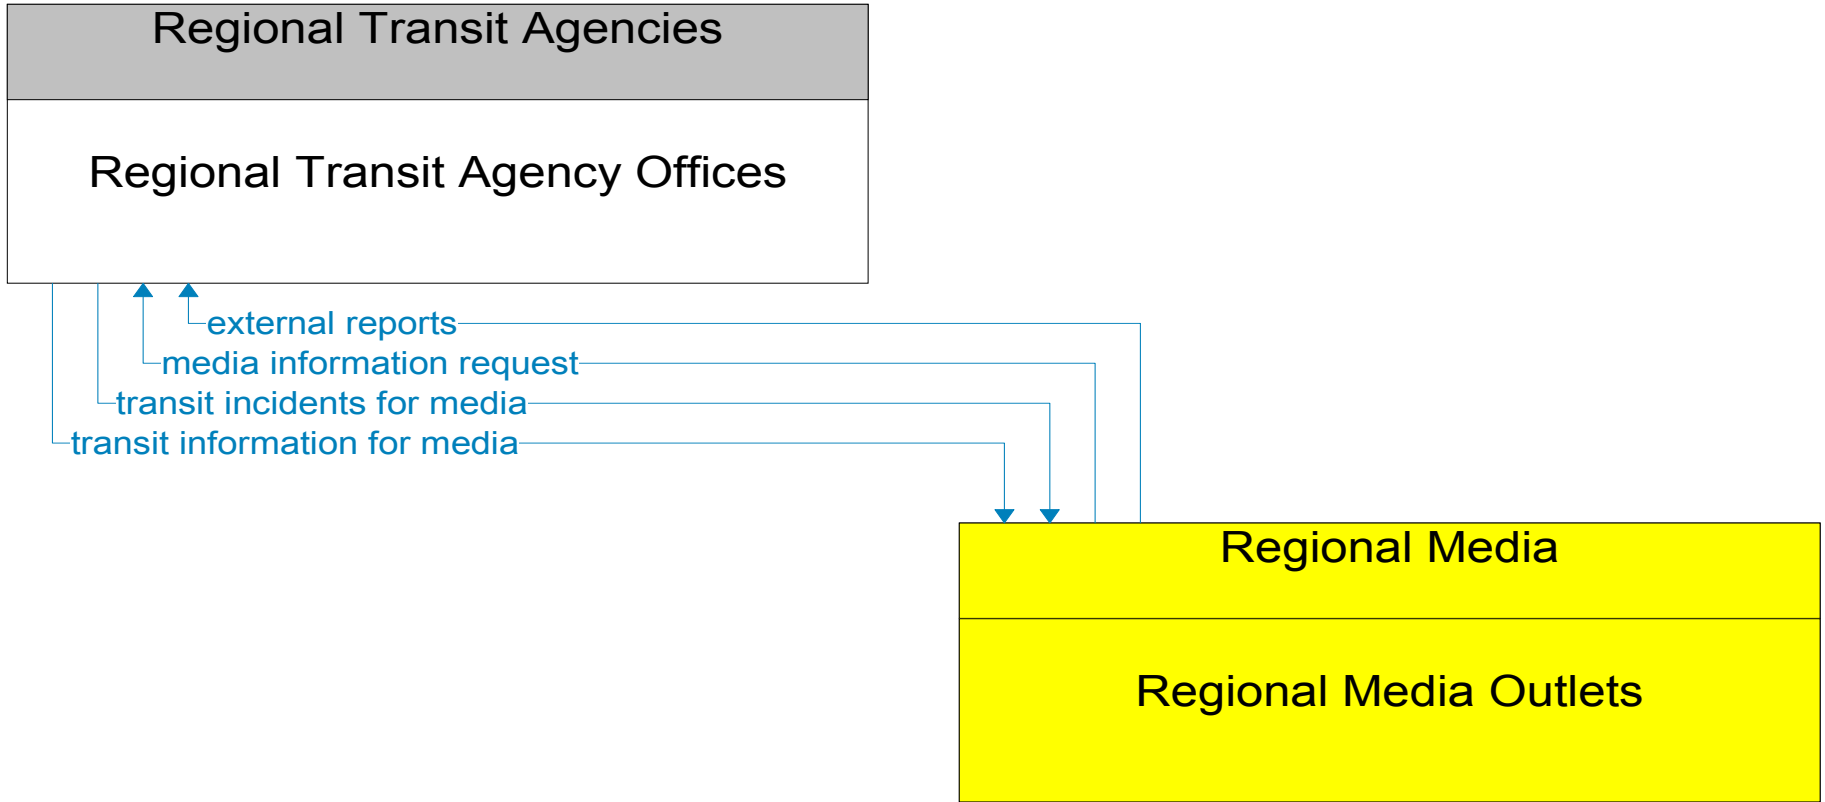 Regional Transit Agencies
Regional Transit Agency Offices
external reports
media information request
transit incidents for media
transit information for media
Regional Media
Regional Media Outlets